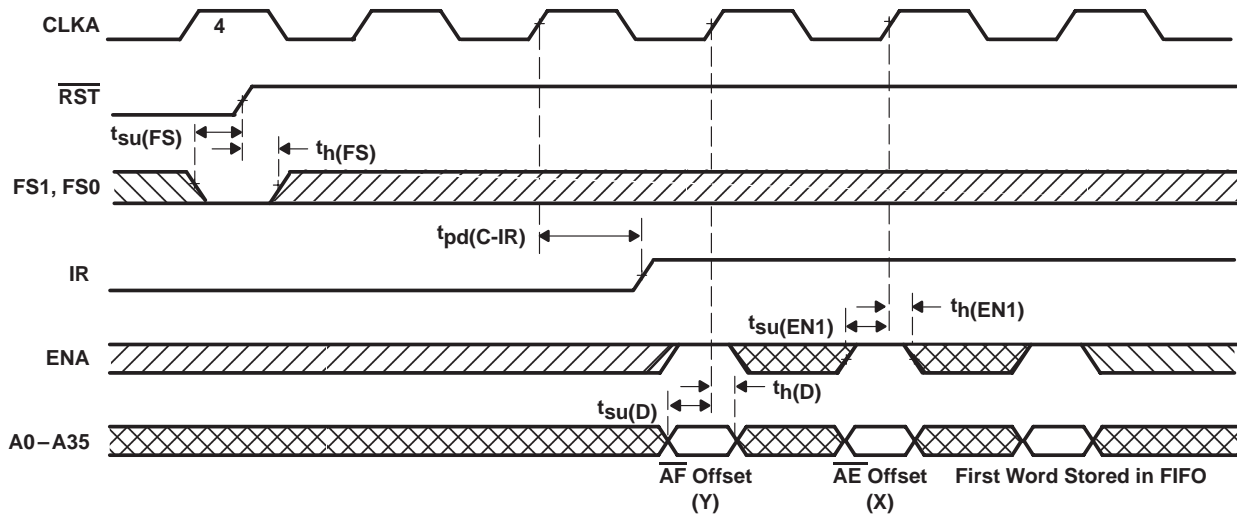 CLKA
4
RST
tsu(FS)
th(FS)
FS1, FS0
tpd(C-IR)
IR
th(EN1)
tsu(EN1)
ENA
th(D)
tsu(D)
A0–A35
AF Offset
(Y)
AE Offset
(X)
First Word Stored in FIFO